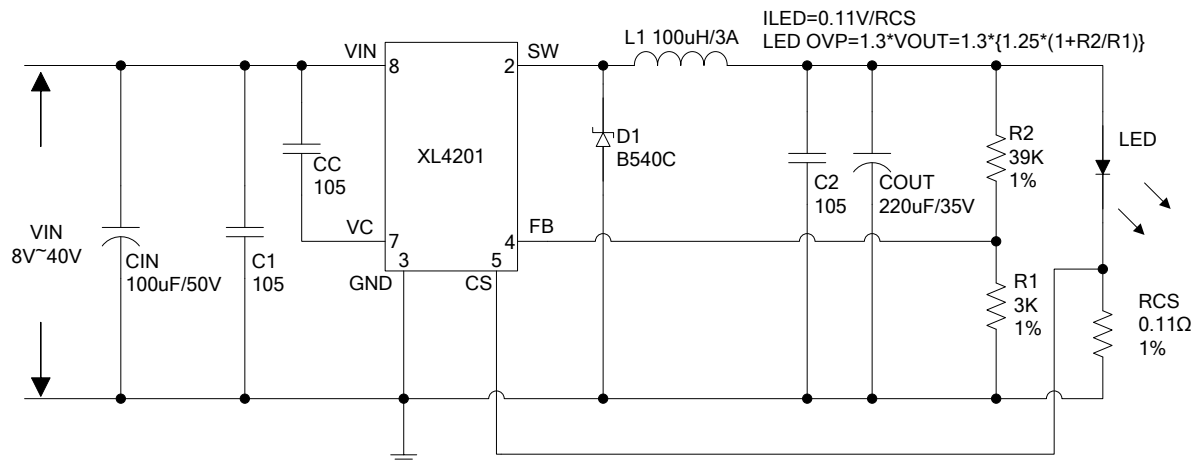 ILED=0.11V/RCS
LED OVP=1.3*VOUT=1.3*{1.25*(1+R2/R1)}
L1 100uH/3A
VIN
8
2
SW
XL4201
CC
105
D1
B540C
R2
39K
1%
LED
C2
105
COUT
220uF/35V
VC
7
4
FB
VIN
8V~40V
CIN
100uF/50V
C1
105
3
GND
5
CS
R1
3K
1%
RCS
0.11Ω
1%